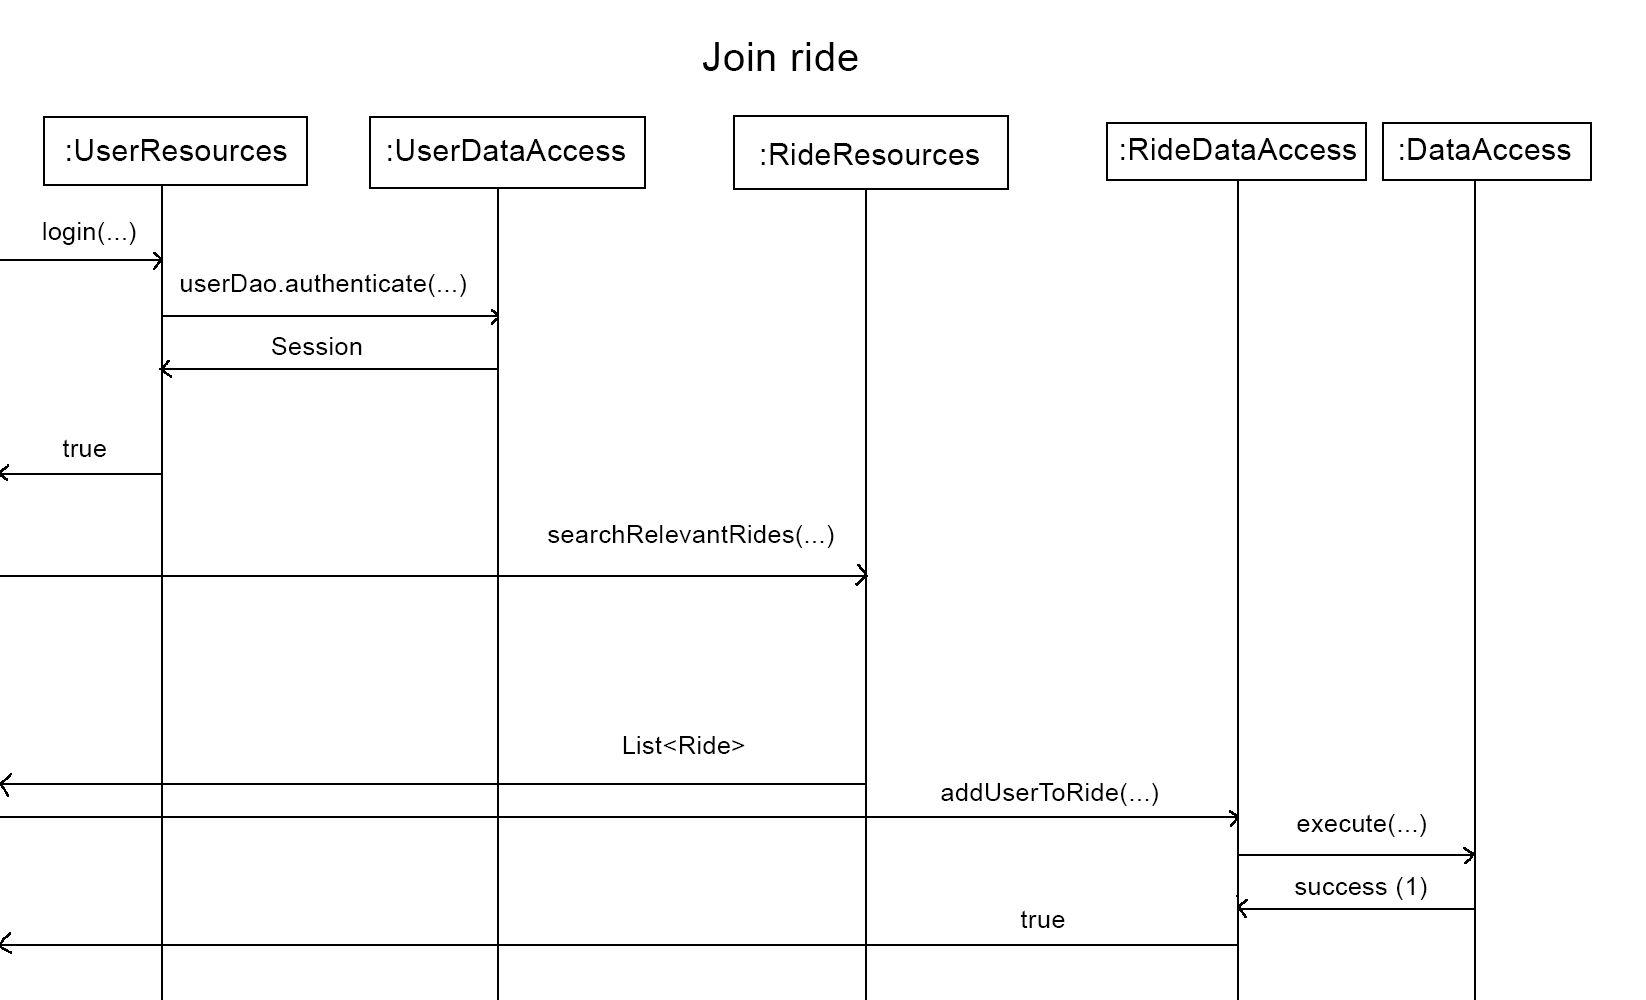 Join ride
:UserResources
:UserDataAccess
:RideResources
:RideDataAccess
:DataAccess
login(...)
userDao.authenticate(...)
Session
true
searchRelevantRides(...)
List<Ride>
addUserToRide(...)
execute(...)
success (1)
true